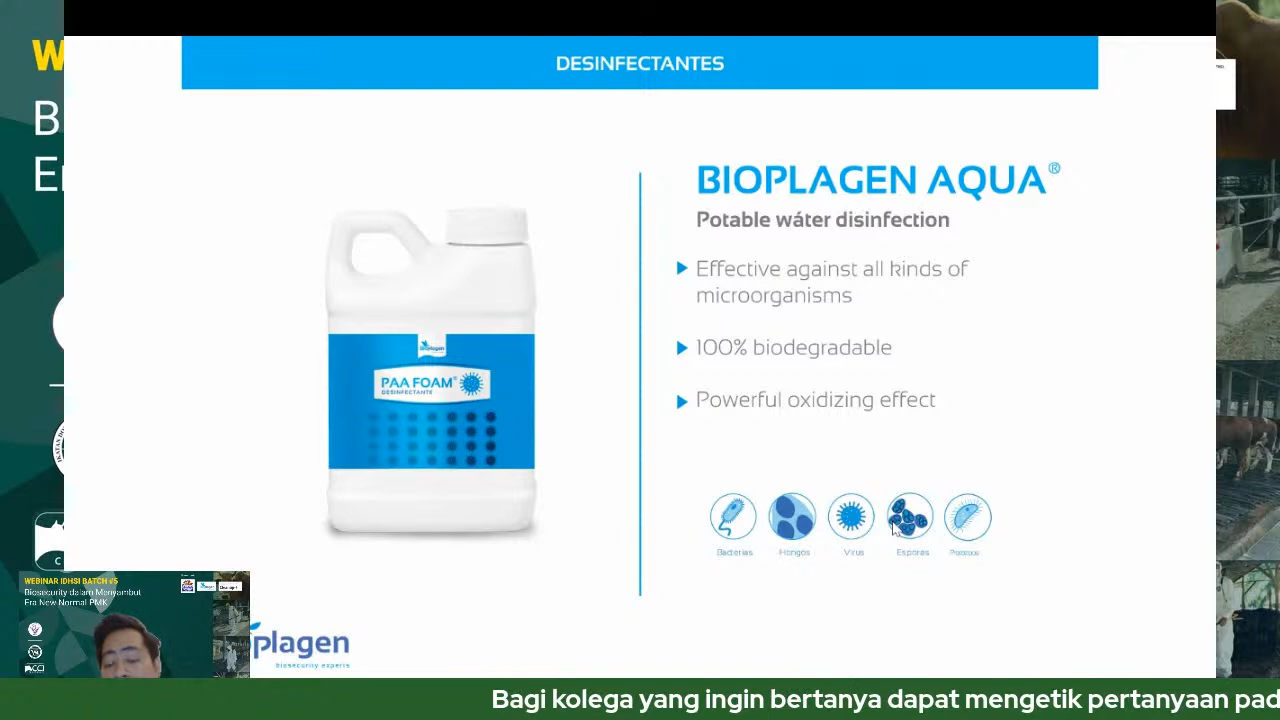 DESINFECTANTES
BIOPLAGEN AQUA®
Potable wáter disinfection
Effective against all kinds of
microorganisms
100% biodegradable
Powerful oxidizing effect
Bioplagen
PAA FOAM®
DESINFECTANTE
Bacterias Hongos Virus Esporas
WEBINAR IDHSI BATCH #5
Biosecurity dalam Menyambut
Era New Normal PMK
plagen
biosecurity experts
Bagi kolega yang ingin bertanya dapat mengetik pertanyaan pad